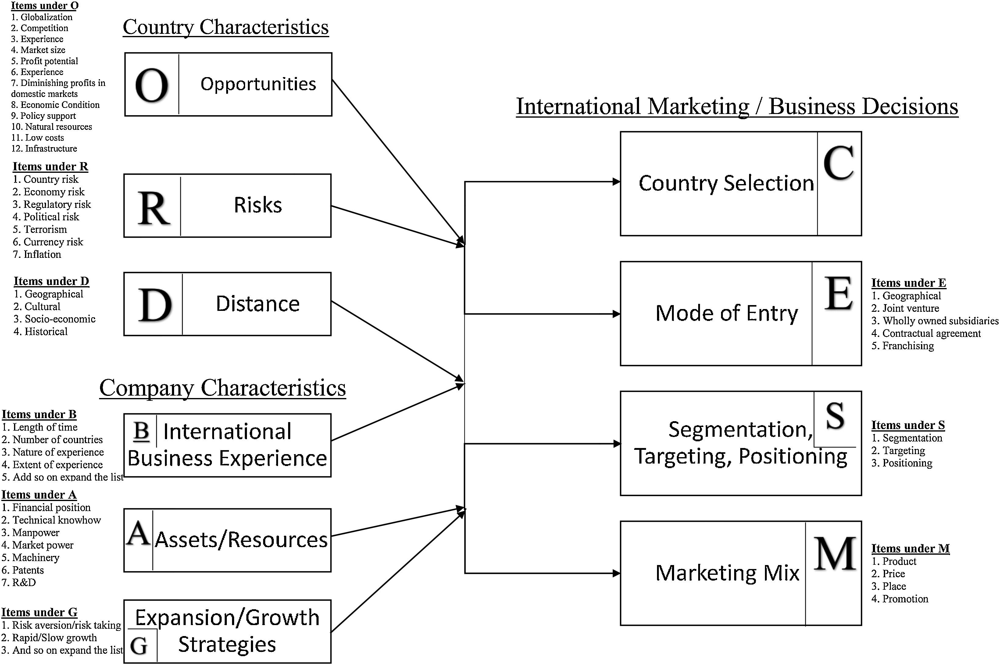 Items under O
1. Globalization
2. Competition
3. Experience
4. Market size
5. Profit potential
6. Experience
7. Diminishing profits in
domestic markets
8. Economic Condition
9. Policy support
10. Natural resources
11. Low costs
12. Infrastructure
Items under R
1. Country risk
2. Economy risk
3. Regulatory risk
4. Political risk
5. Terrorism
6. Currency risk
7. Inflation
Items under D
1. Geographical
2. Cultural
3. Socio-economic
4. Historical
Items under B
1. Length of time
2. Number of countries
3. Nature of experience
4. Extent of experience
5. Add so on expand the list
Items under A
1. Financial position
2. Technical knowhow
3. Manpower
4. Market power
5. Machinery
6. Patents
7. R&D
Items under G
1. Risk aversion/risk taking
2. Rapid/Slow growth
3. And so on expand the list
Country Characteristics
O Opportunities
R Risks
D Distance
Company Characteristics
B International
Business Experience
A Assets/Resources
Expansion/Growth
G Strategies
International Marketing / Business Decisions
Country Selection C
Mode of Entry E
Segmentation, S
Targeting, Positioning
Marketing Mix M
Items under E
1. Geographical
2. Joint venture
3. Wholly owned subsidiaries
4. Contractual agreement
5. Franchising
Items under S
1. Segmentation
2. Targeting
3. Positioning
Items under M
1. Product
2. Price
3. Place
4. Promotion